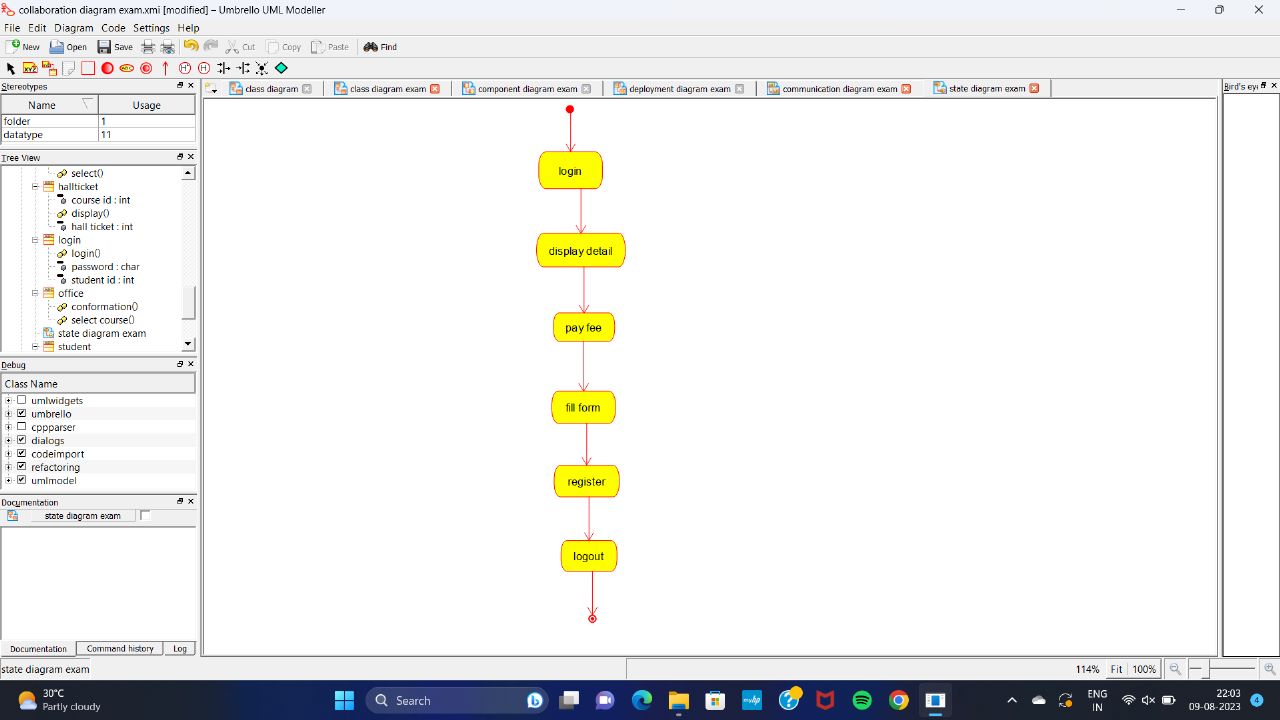 collaboration diagram exam.xmi [modified] – Umbrello UML Modeller
File Edit Diagram Code Settings Help
New Open Save Cut Copy Paste Find
Stereotypes
Name Usage
folder 1
datatype 11
Tree View
select()
hallticket
course id : int
display()
hall ticket : int
login
login()
password : char
student id : int
office
conformation()
select course()
state diagram exam
student
Debug
Class Name
umlwidgets
umbrello
cppparser
dialogs
codeimport
refactoring
umlmodel
Documentation
state diagram exam
Documentation Command history Log
state diagram exam
class diagram class diagram exam component diagram exam deployment diagram exam communication diagram exam state diagram exam
login
display detail
pay fee
fill form
register
logout
Bird's ey
114% Fit 100%
30°C
Partly cloudy
Search
ENG
IN
22:03
09-08-2023
4